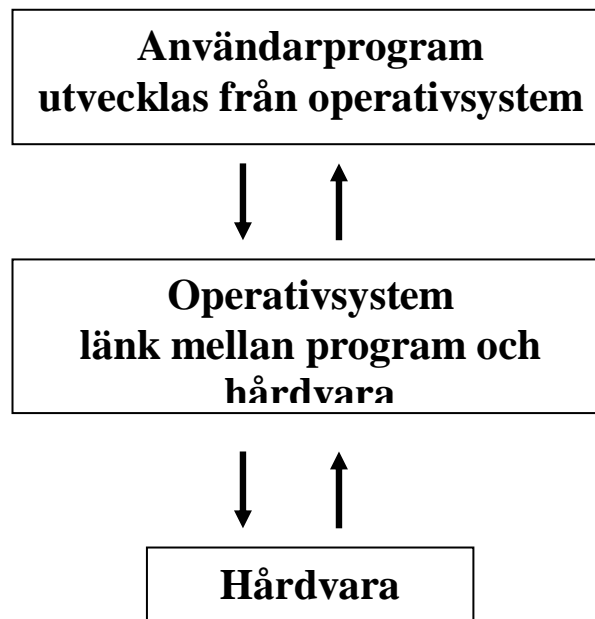 Användarprogram
utvecklas från operativsystem
Operativsystem
länk mellan program och
hårdvara
Hårdvara